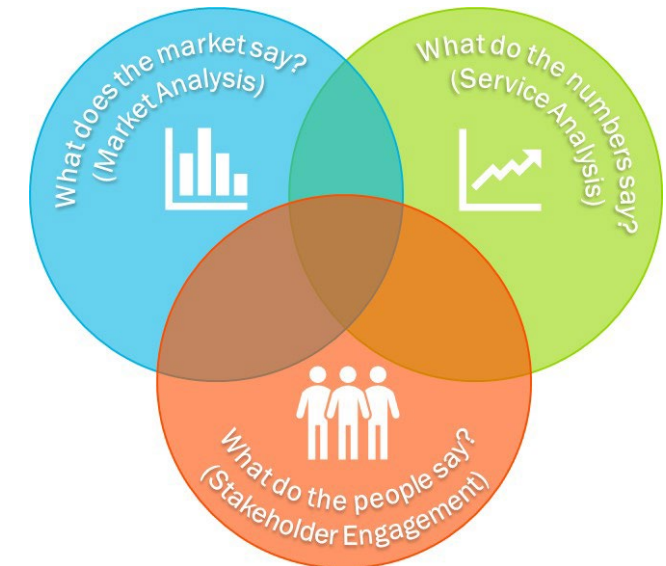 What does the market say?
(Market Analysis)
What do the numbers say?
(Service Analysis)
What do the people say?
(Stakeholder Engagement)